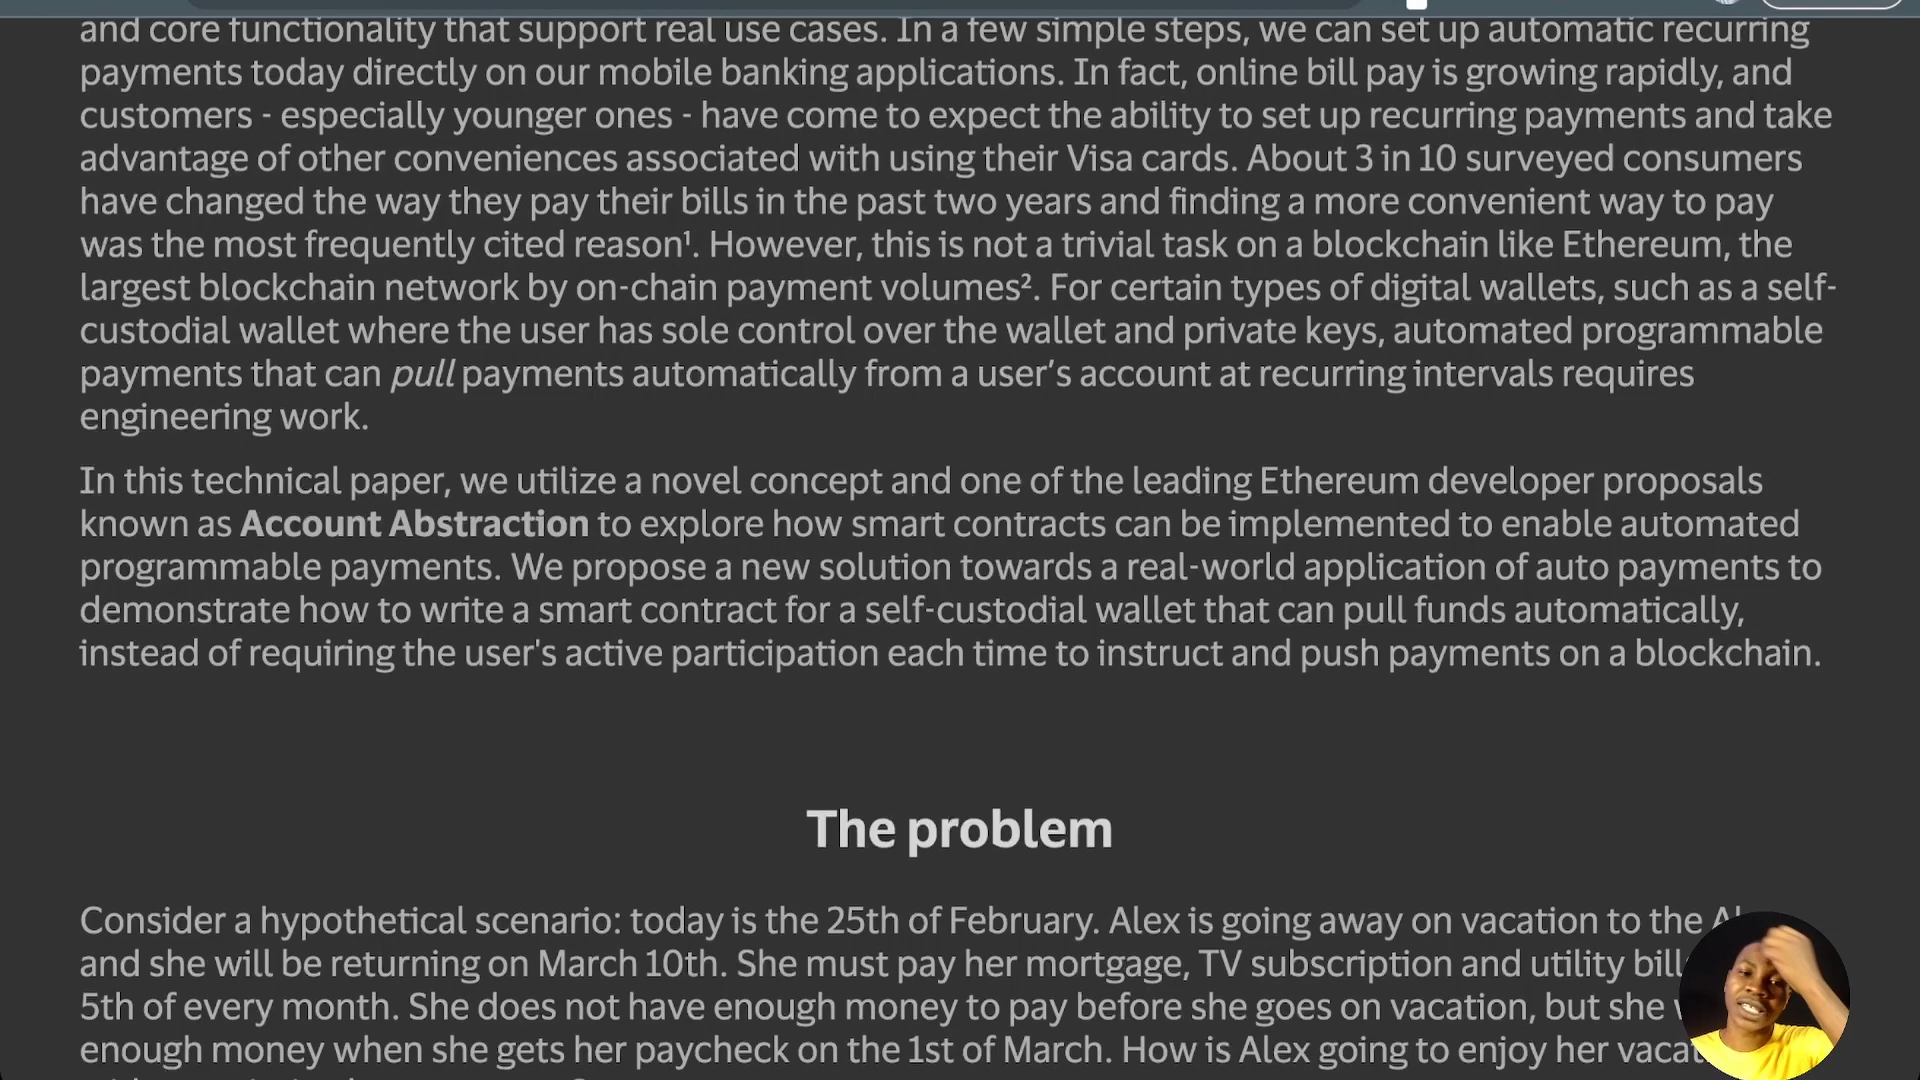 and core functionality that support real use cases. In a few simple steps, we can set up automatic recurring
payments today directly on our mobile banking applications. In fact, online bill pay is growing rapidly, and
customers - especially younger ones - have come to expect the ability to set up recurring payments and take
advantage of other conveniences associated with using their Visa cards. About 3 in 10 surveyed consumers
have changed the way they pay their bills in the past two years and finding a more convenient way to pay
was the most frequently cited reason¹. However, this is not a trivial task on a blockchain like Ethereum, the
largest blockchain network by on-chain payment volumes². For certain types of digital wallets, such as a self-
custodial wallet where the user has sole control over the wallet and private keys, automated programmable
payments that can pull payments automatically from a user’s account at recurring intervals requires
engineering work.
In this technical paper, we utilize a novel concept and one of the leading Ethereum developer proposals
known as Account Abstraction to explore how smart contracts can be implemented to enable automated
programmable payments. We propose a new solution towards a real-world application of auto payments to
demonstrate how to write a smart contract for a self-custodial wallet that can pull funds automatically,
instead of requiring the user's active participation each time to instruct and push payments on a blockchain.
The problem
Consider a hypothetical scenario: today is the 25th of February. Alex is going away on vacation to the
and she will be returning on March 10th. She must pay her mortgage, TV subscription and utility
5th of every month. She does not have enough money to pay before she goes on vacation, but she
enough money when she gets her paycheck on the 1st of March. How is Alex going to enjoy her